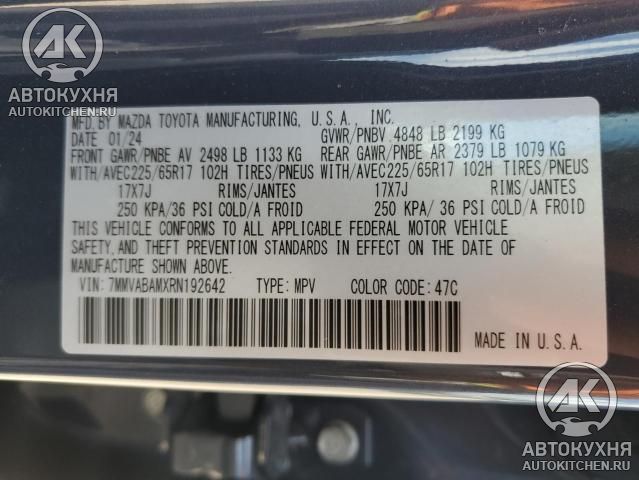 AK
АВТОКУХНЯ
AUTOKITCHEN.RU
MFD. BY MAZDA TOYOTA MANUFACTURING, U.S.A., INC.
DATE 01/24 GVWR/PNBV 4848 LB 2199 KG
FRONT GAWR/PNBE AV 2498 LB 1133 KG REAR GAWR/PNBE AR 2379 LB 1079 KG
WITH/AVEC225/65R17 102H TIRES/PNEUS WITH/AVEC225/65R17 102H TIRES/PNEUS
17X7J RIMS/JANTES 17X7J RIMS/JANTES
250 KPA/36 PSI COLD/A FROID 250 KPA/36 PSI COLD/A FROID
THIS VEHICLE CONFORMS TO ALL APPLICABLE FEDERAL MOTOR VEHICLE
SAFETY, AND THEFT PREVENTION STANDARDS IN EFFECT ON THE DATE OF
MANUFACTURE SHOWN ABOVE.
VIN: 7MMVABAMXRN192642 TYPE: MPV COLOR CODE: 47C
MADE IN U.S.A.
AK
АВТОКУХНЯ
AUTOKITCHEN.RU